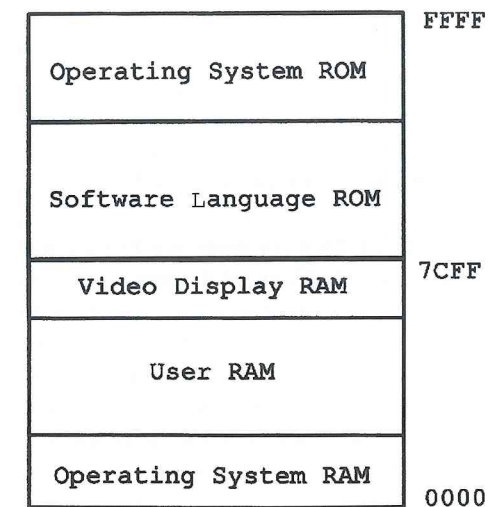 FFFF
Operating System ROM
Software Language ROM
7CFF
Video Display RAM
User RAM
Operating System RAM
0000